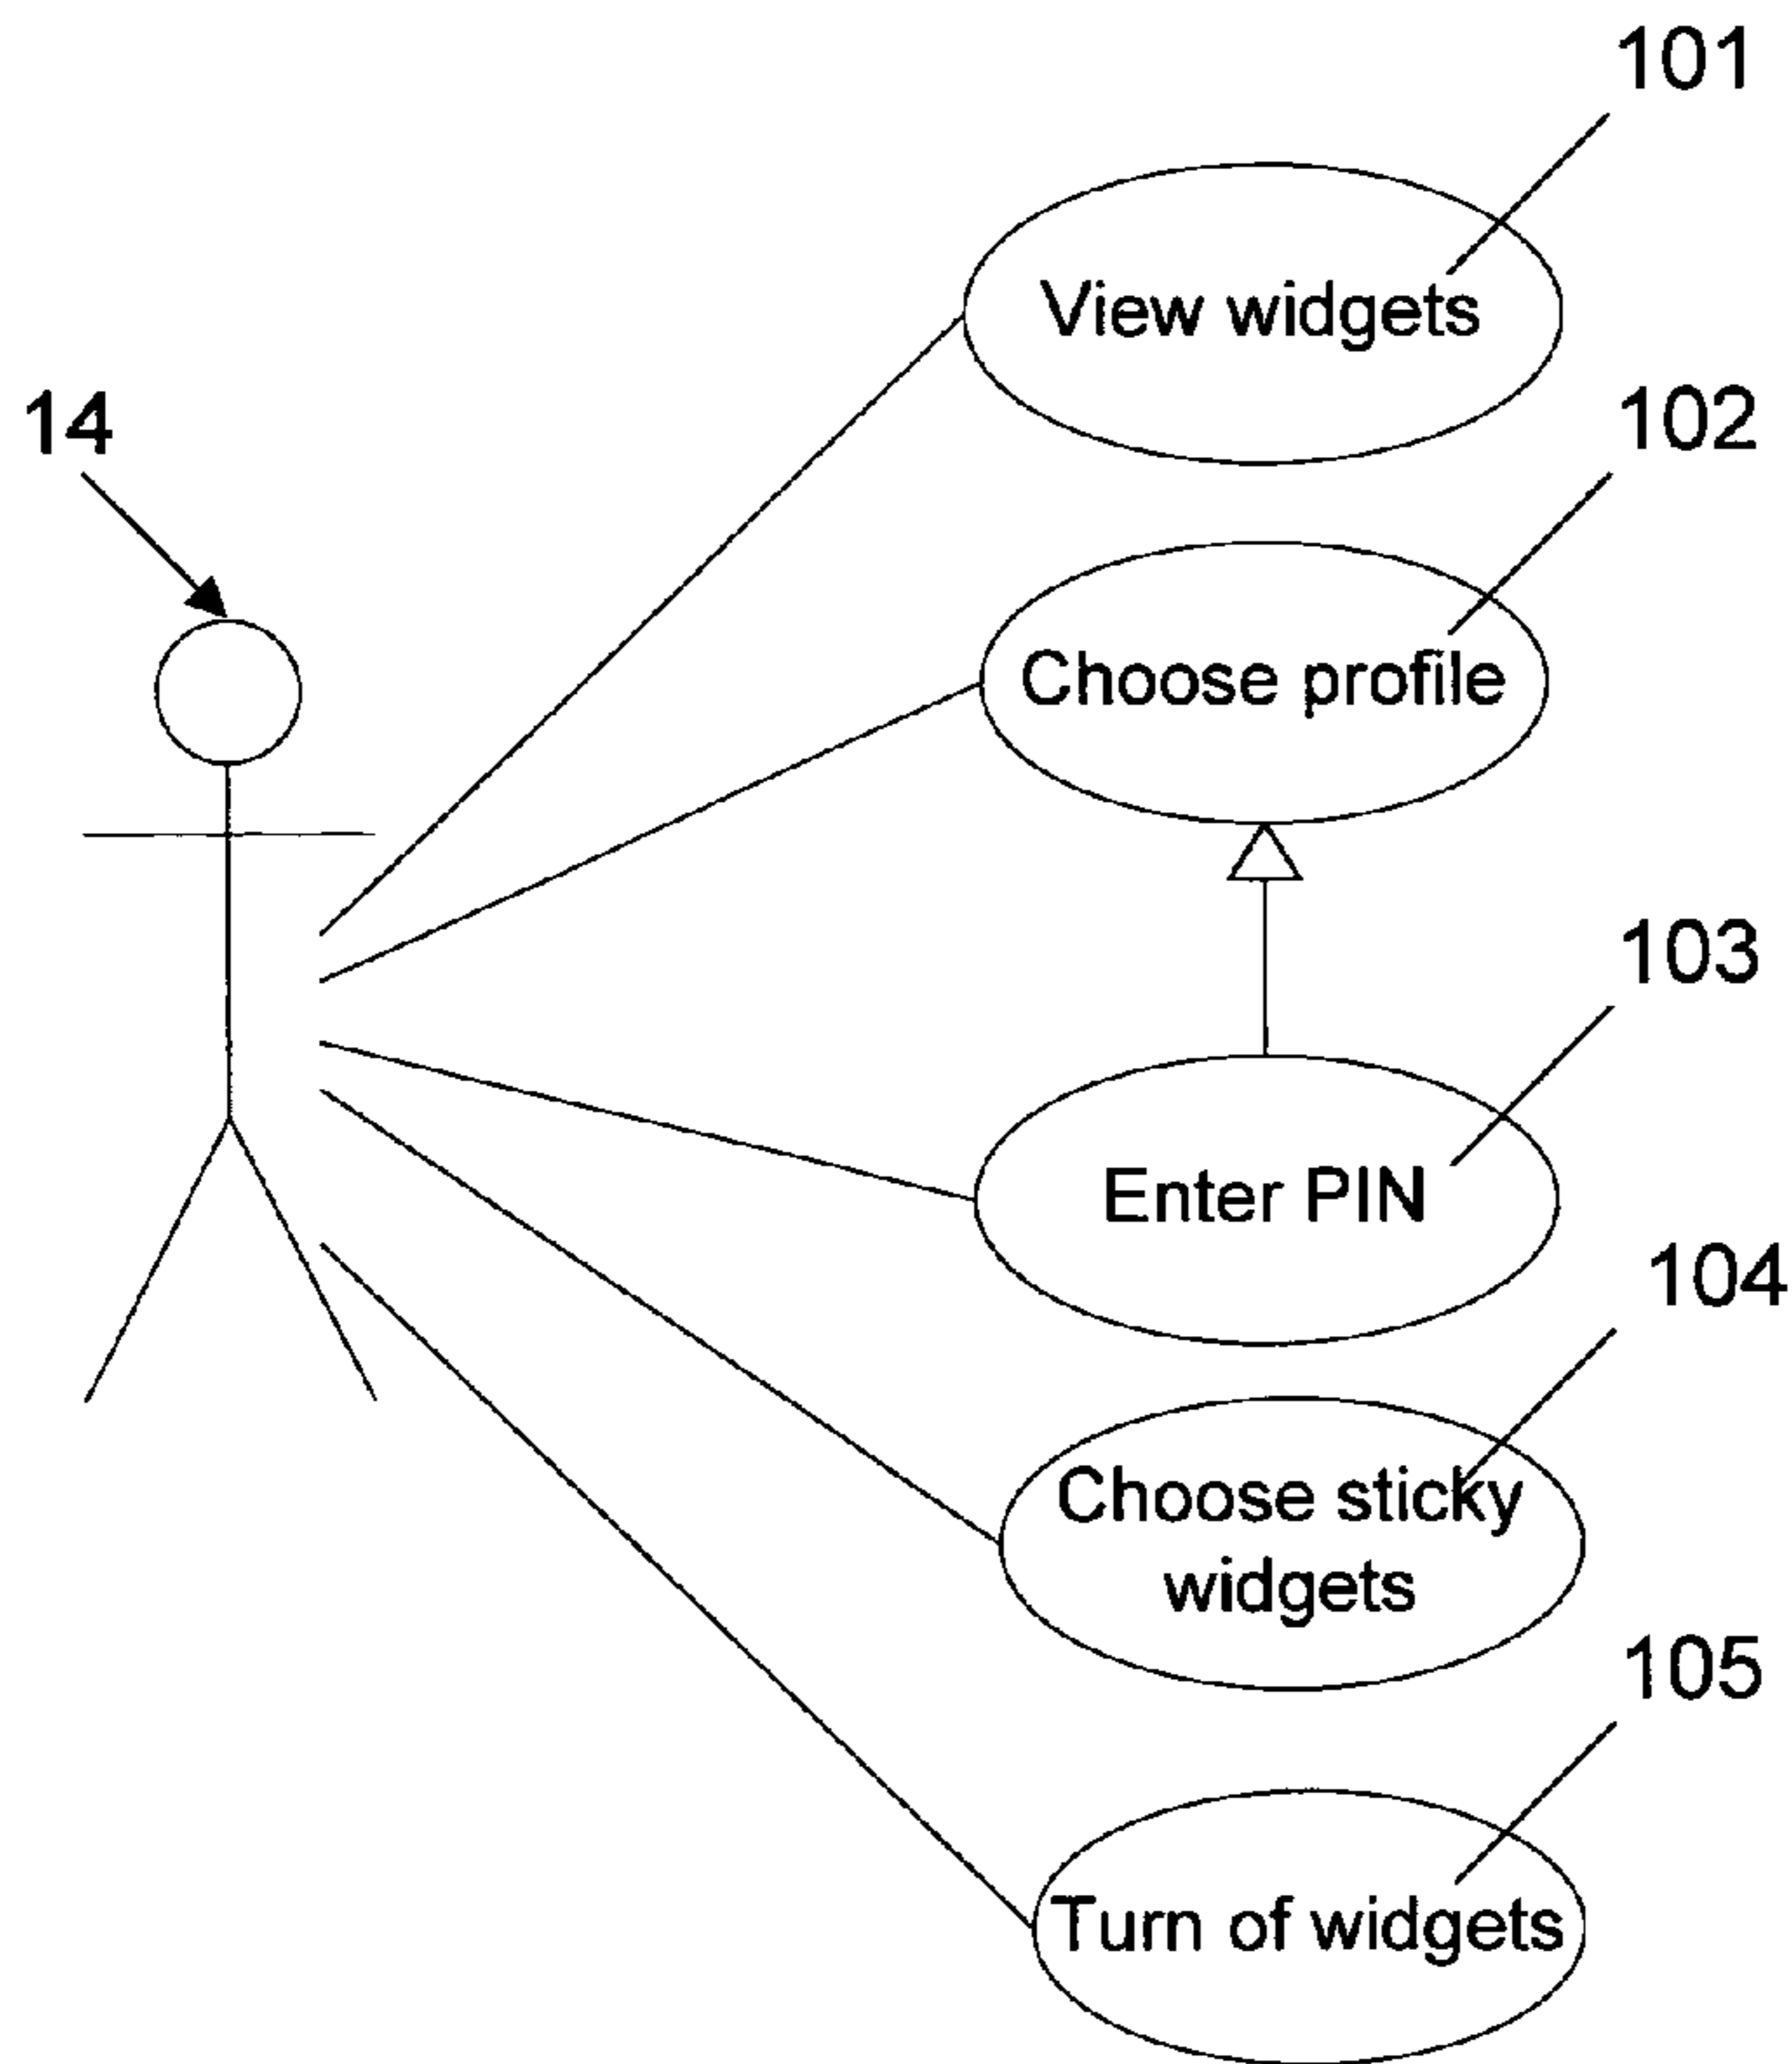 101
View widgets
14
102
Choose profile
103
Enter PIN
104
Choose sticky
widgets
105
Turn of widgets